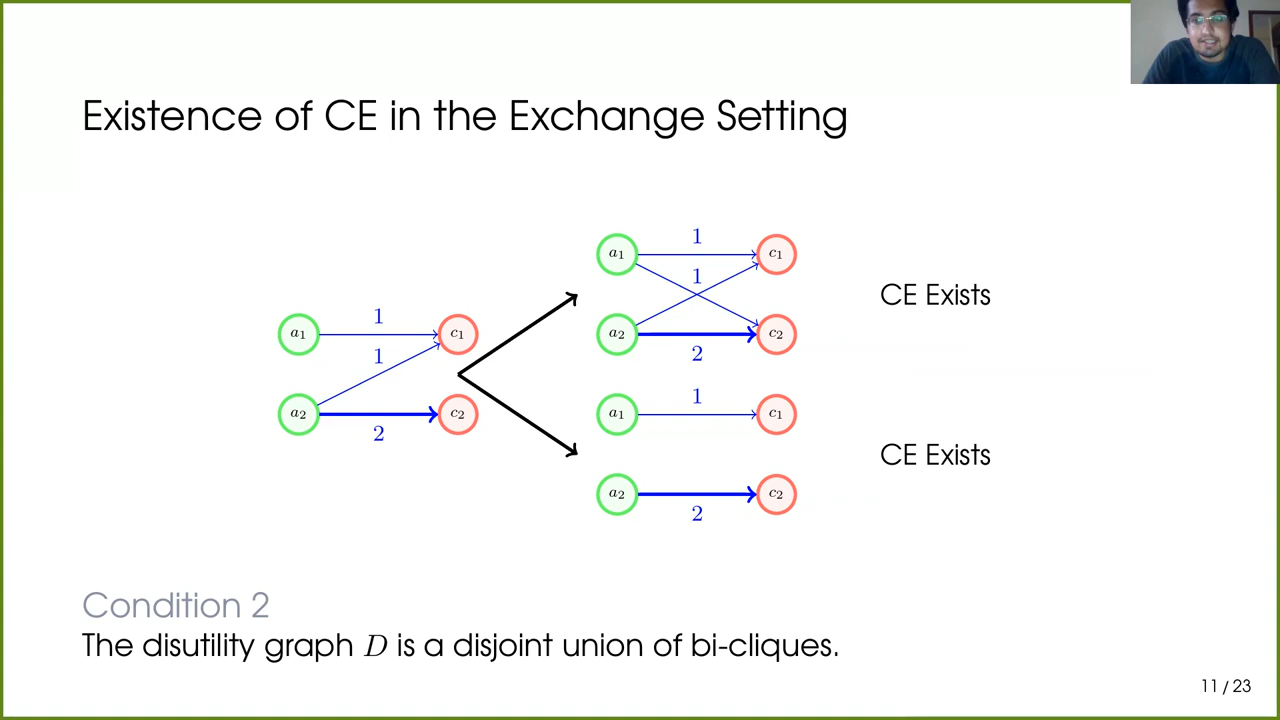 Existence of CE in the Exchange Setting
a₁ 1 c₁
1
a₂ 2 c₂
a₁ 1 c₁
1
a₂ 2 c₂
CE Exists
a₁ 1 c₁
a₂ 2 c₂
CE Exists
Condition 2
The disutility graph D is a disjoint union of bi-cliques.
11 / 23